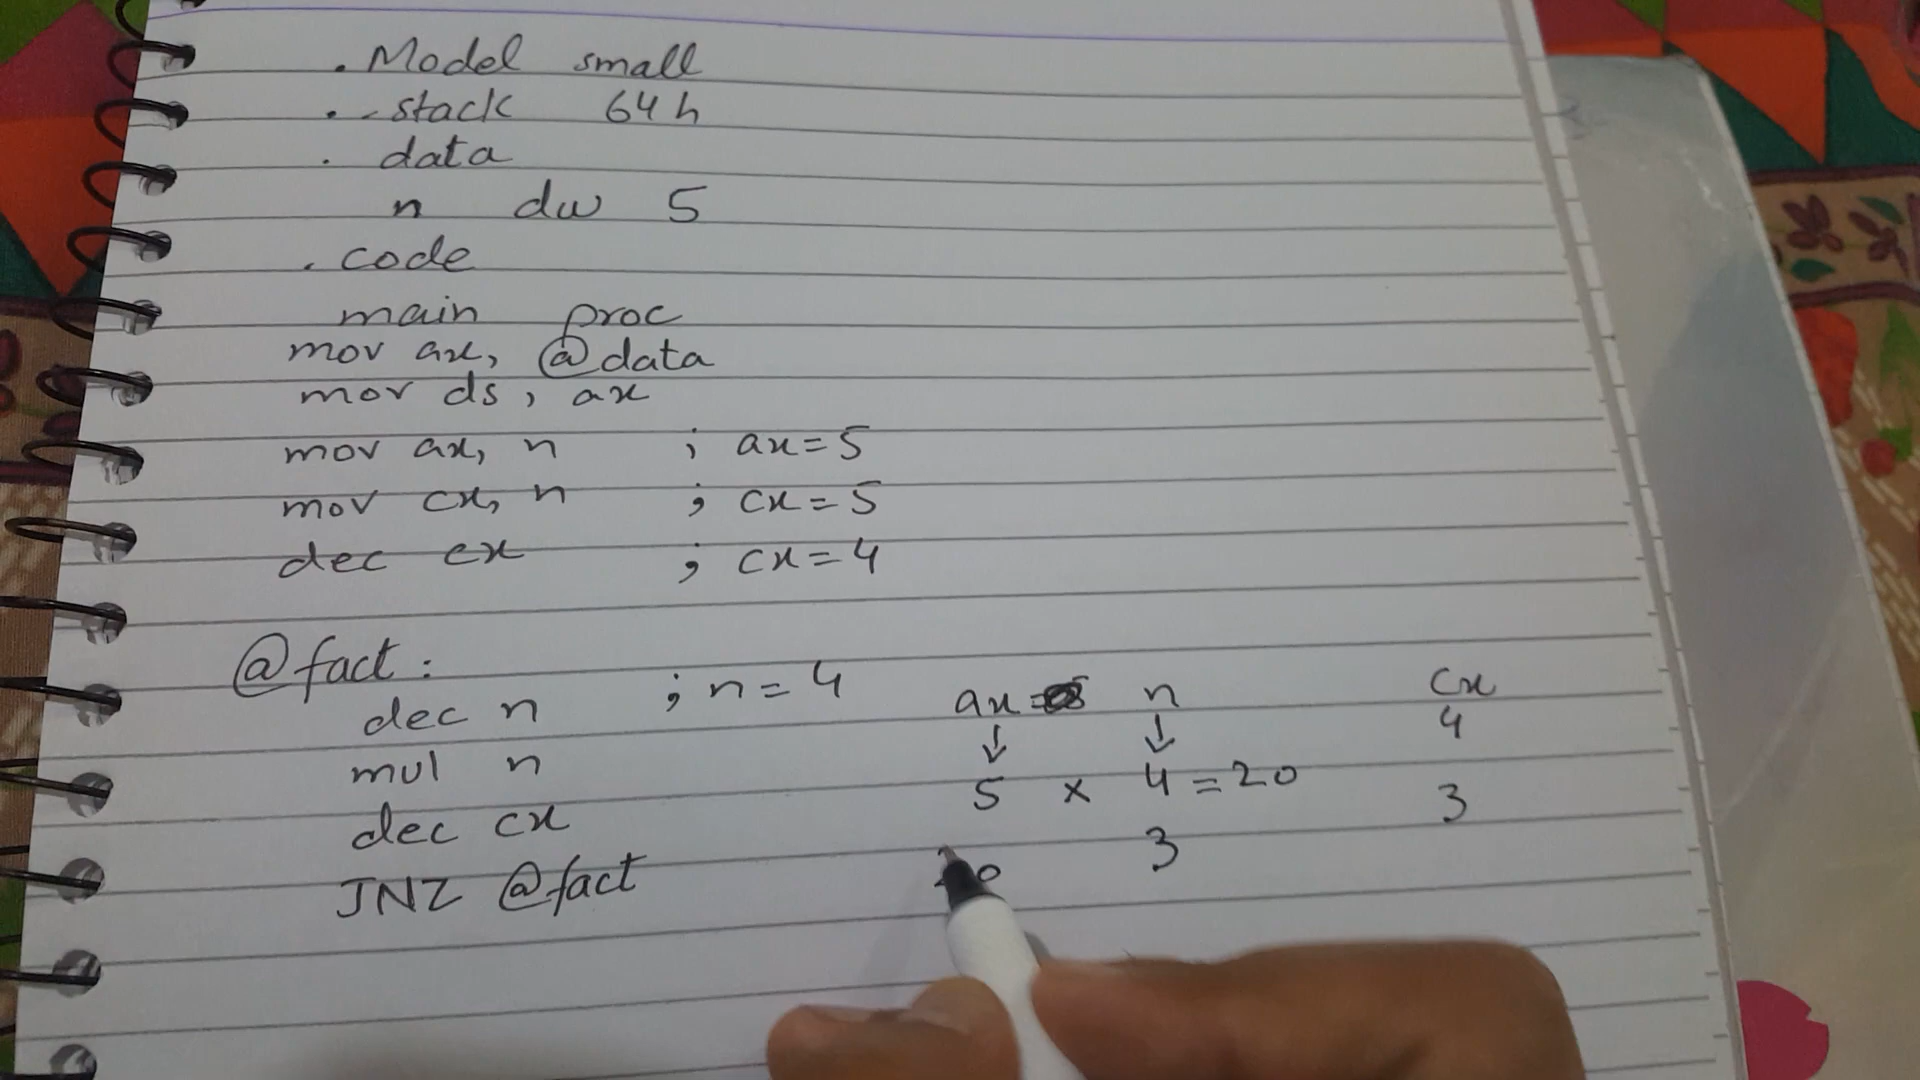 . Model small
. stack 64h
. data
n dw 5
. code
main proc
mov ax, @data
mov ds, ax
mov ax, n ; ax=5
mov cx, n ; cx=5
dec cx ; cx=4
@fact:
dec n ; n=4
mul n
dec cx
JNZ @fact
ax n cx
↓ ↓ 4
5 x 4 = 20 3
20 3